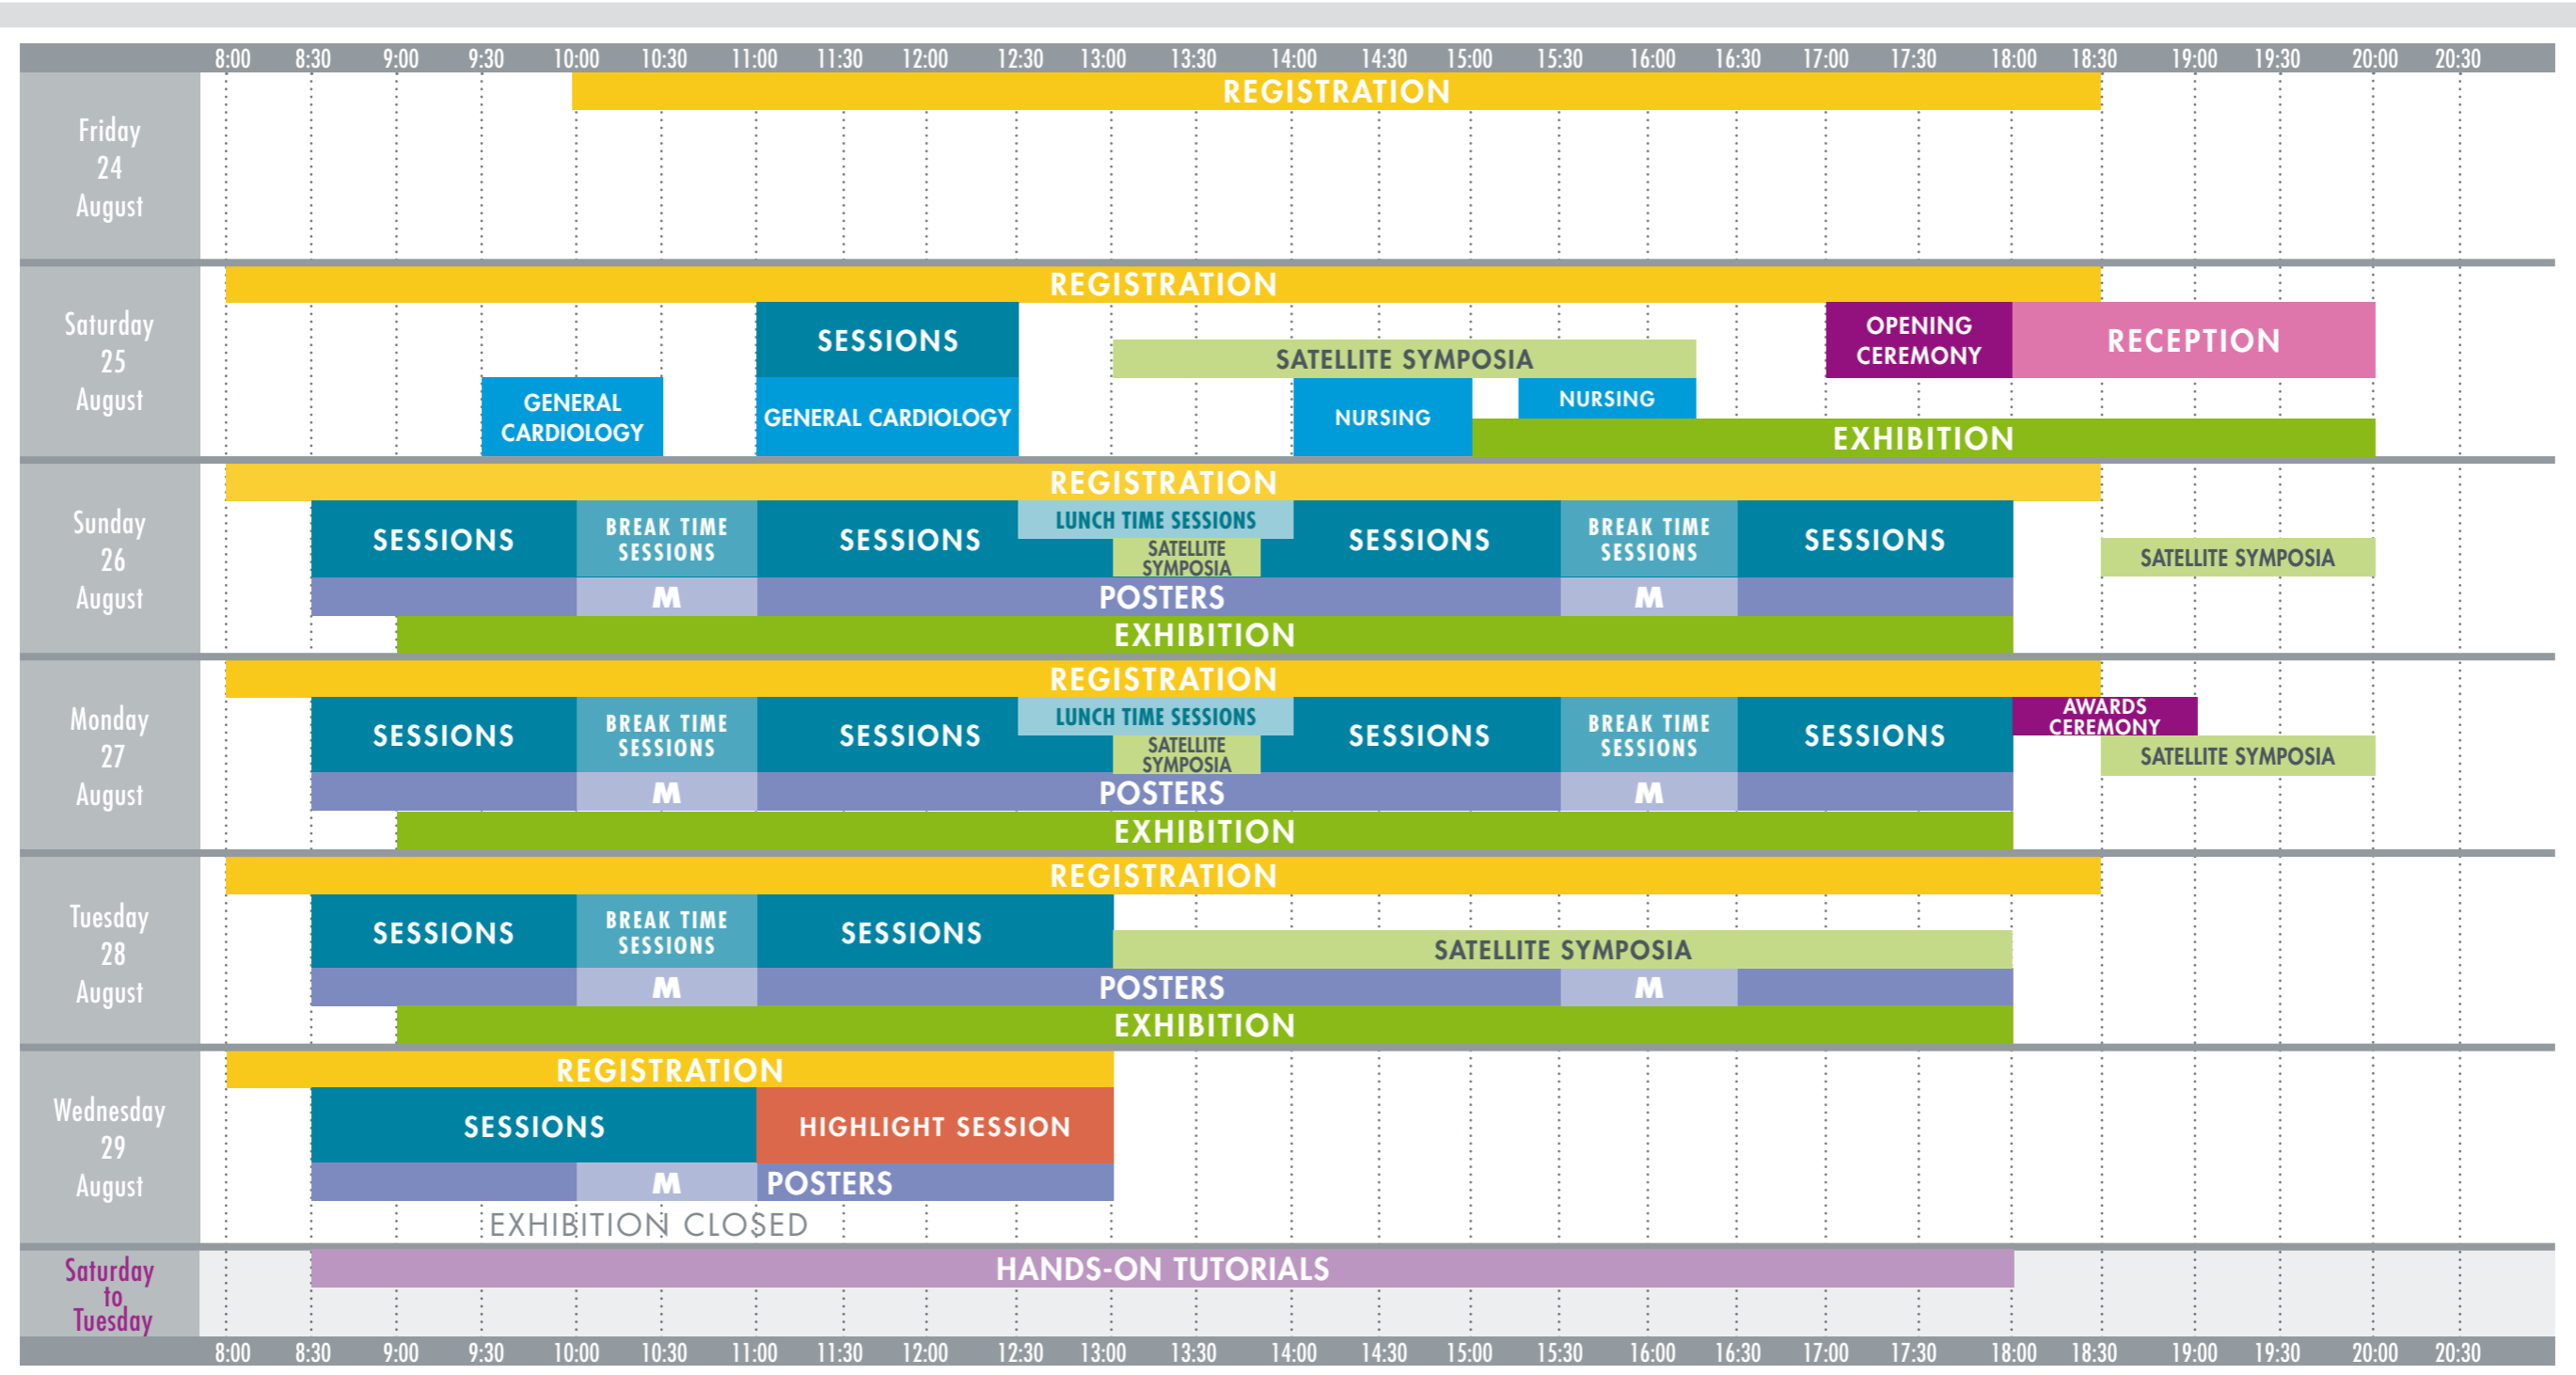 8:00 8:30 9:00 9:30 10:00 10:30 11:00 11:30 12:00 12:30 13:00 13:30 14:00 14:30 15:00 15:30 16:00 16:30 17:00 17:30 18:00 18:30 19:00 19:30 20:00 20:30
Friday
24
August
REGISTRATION
Saturday
25
August
REGISTRATION
SESSIONS
OPENING
CEREMONY
RECEPTION
SATELLITE SYMPOSIA
GENERAL
CARDIOLOGY
GENERAL CARDIOLOGY
NURSING
NURSING
EXHIBITION
Sunday
26
August
REGISTRATION
SESSIONS
BREAK TIME
SESSIONS
SESSIONS
LUNCH TIME SESSIONS
SATELLITE
SYMPOSIA
SESSIONS
BREAK TIME
SESSIONS
SESSIONS
SATELLITE SYMPOSIA
M POSTERS M
EXHIBITION
Monday
27
August
REGISTRATION
SESSIONS
BREAK TIME
SESSIONS
SESSIONS
LUNCH TIME SESSIONS
SATELLITE
SYMPOSIA
SESSIONS
BREAK TIME
SESSIONS
SESSIONS
AWARDS
CEREMONY
SATELLITE SYMPOSIA
M POSTERS M
EXHIBITION
Tuesday
28
August
REGISTRATION
SESSIONS
BREAK TIME
SESSIONS
SESSIONS
SATELLITE SYMPOSIA
M POSTERS M
EXHIBITION
Wednesday
29
August
REGISTRATION
SESSIONS
HIGHLIGHT SESSION
M POSTERS
EXHIBITION CLOSED
Saturday
to
Tuesday
HANDS-ON TUTORIALS
8:00 8:30 9:00 9:30 10:00 10:30 11:00 11:30 12:00 12:30 13:00 13:30 14:00 14:30 15:00 15:30 16:00 16:30 17:00 17:30 18:00 18:30 19:00 19:30 20:00 20:30